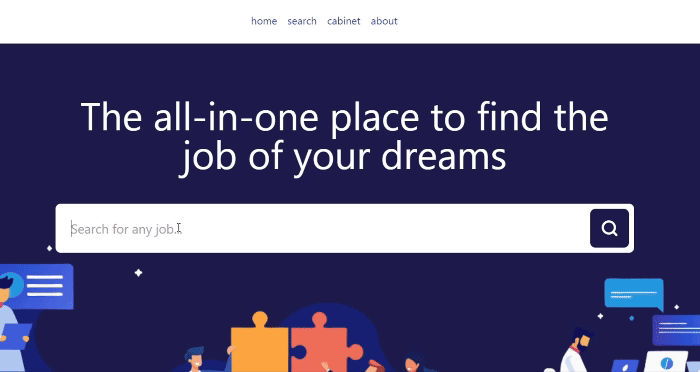 home search cabinet about
The all-in-one place to find the
job of your dreams
Search for any job..